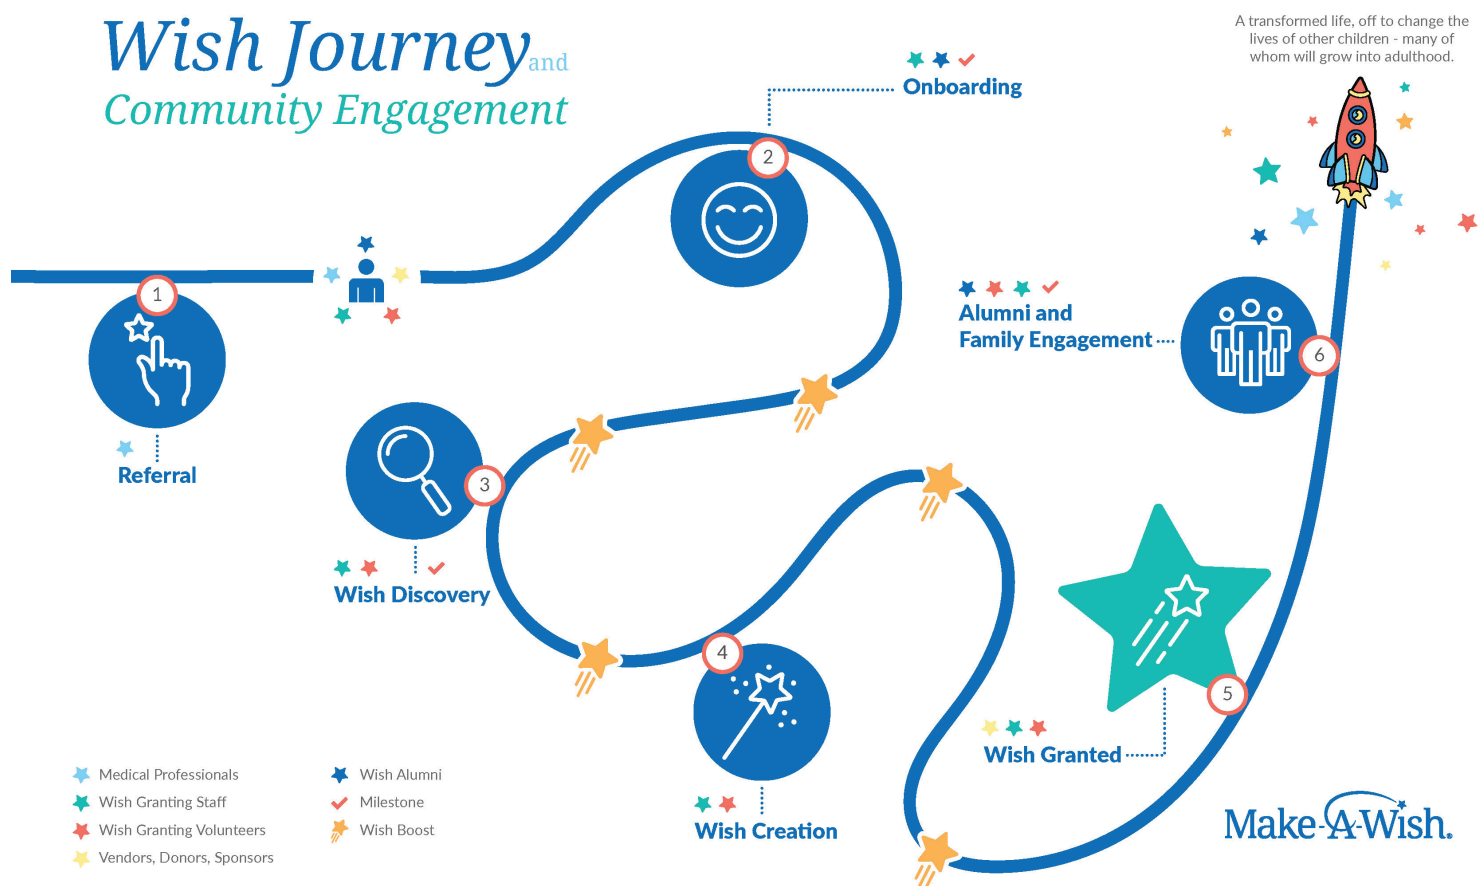 Wish Journey and
Community Engagement
A transformed life, off to change the
lives of other children - many of
whom will grow into adulthood.
Onboarding
2
1
Referral
Alumni and
Family Engagement
6
3
Wish Discovery
4
Wish Creation
5
Wish Granted
Medical Professionals
Wish Granting Staff
Wish Granting Volunteers
Vendors, Donors, Sponsors
Wish Alumni
Milestone
Wish Boost
Make-A-Wish®